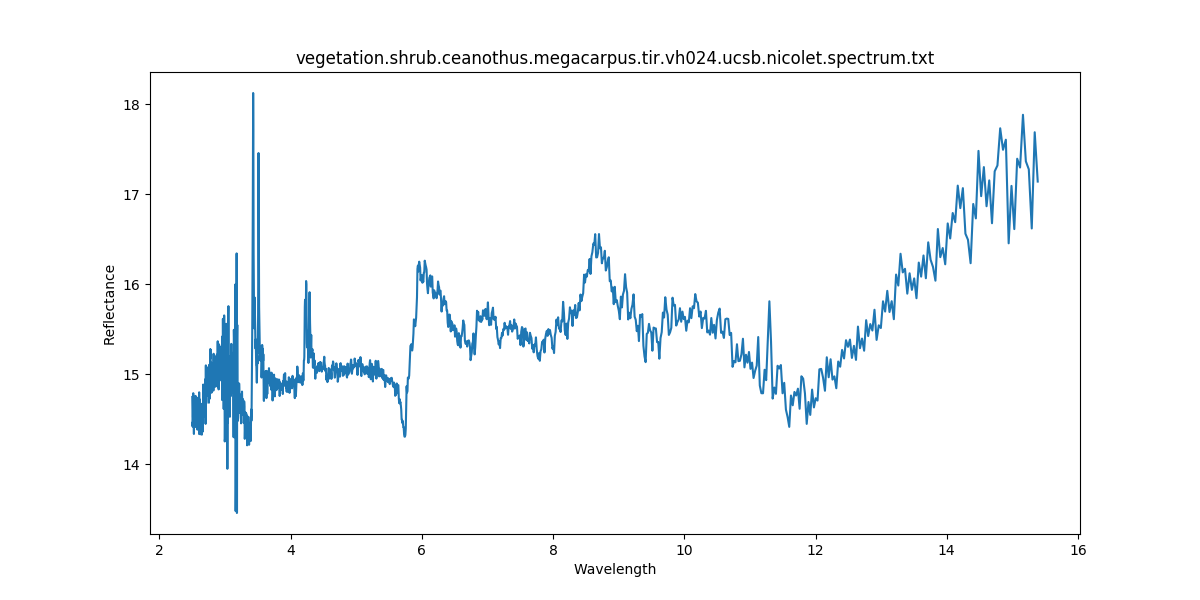 vegetation.shrub.ceanothus.megacarpus.tir.vh024.ucsb.nicolet.spectrum.txt
18
17
16
15
14
Reflectance
2 4 6 8 10 12 14 16
Wavelength